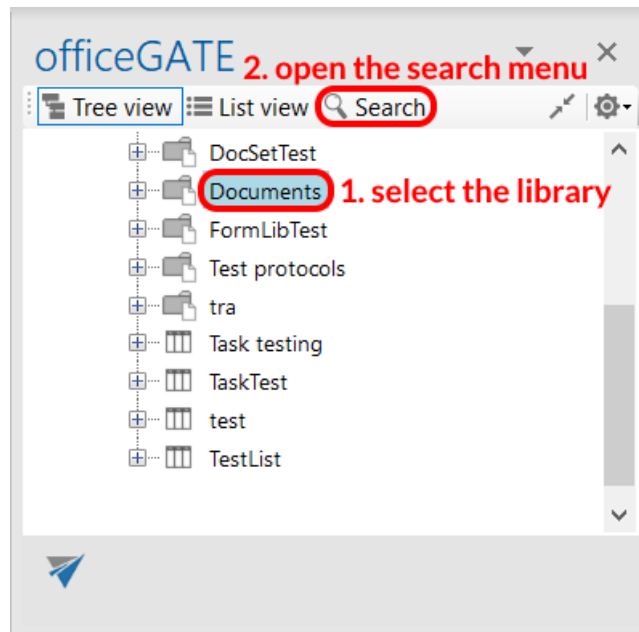 officeGATE 2. open the search menu
Tree view List view Search
DocSetTest
Documents 1. select the library
FormLibTest
Test protocols
tra
Task testing
TaskTest
test
TestList